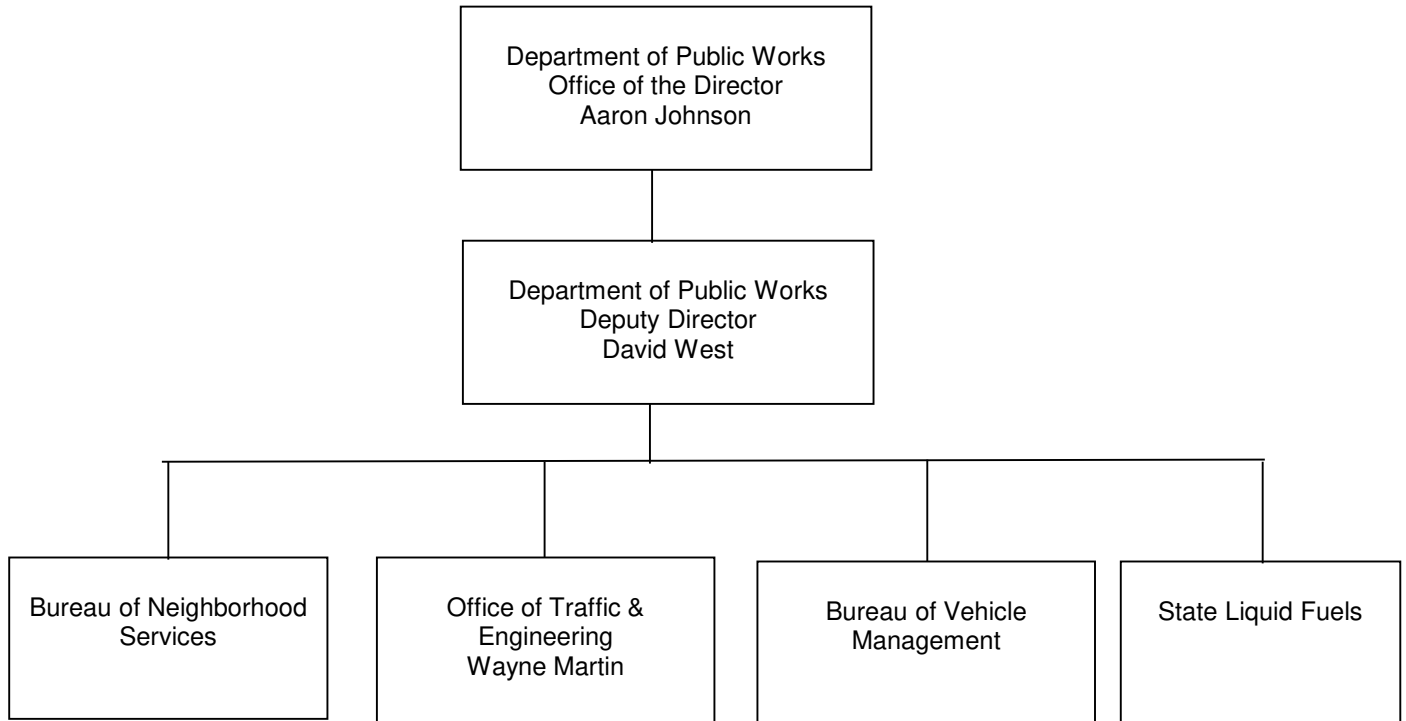 Department of Public Works
Office of the Director
Aaron Johnson
Department of Public Works
Deputy Director
David West
Bureau of Neighborhood
Services
Office of Traffic &
Engineering
Wayne Martin
Bureau of Vehicle
Management
State Liquid Fuels